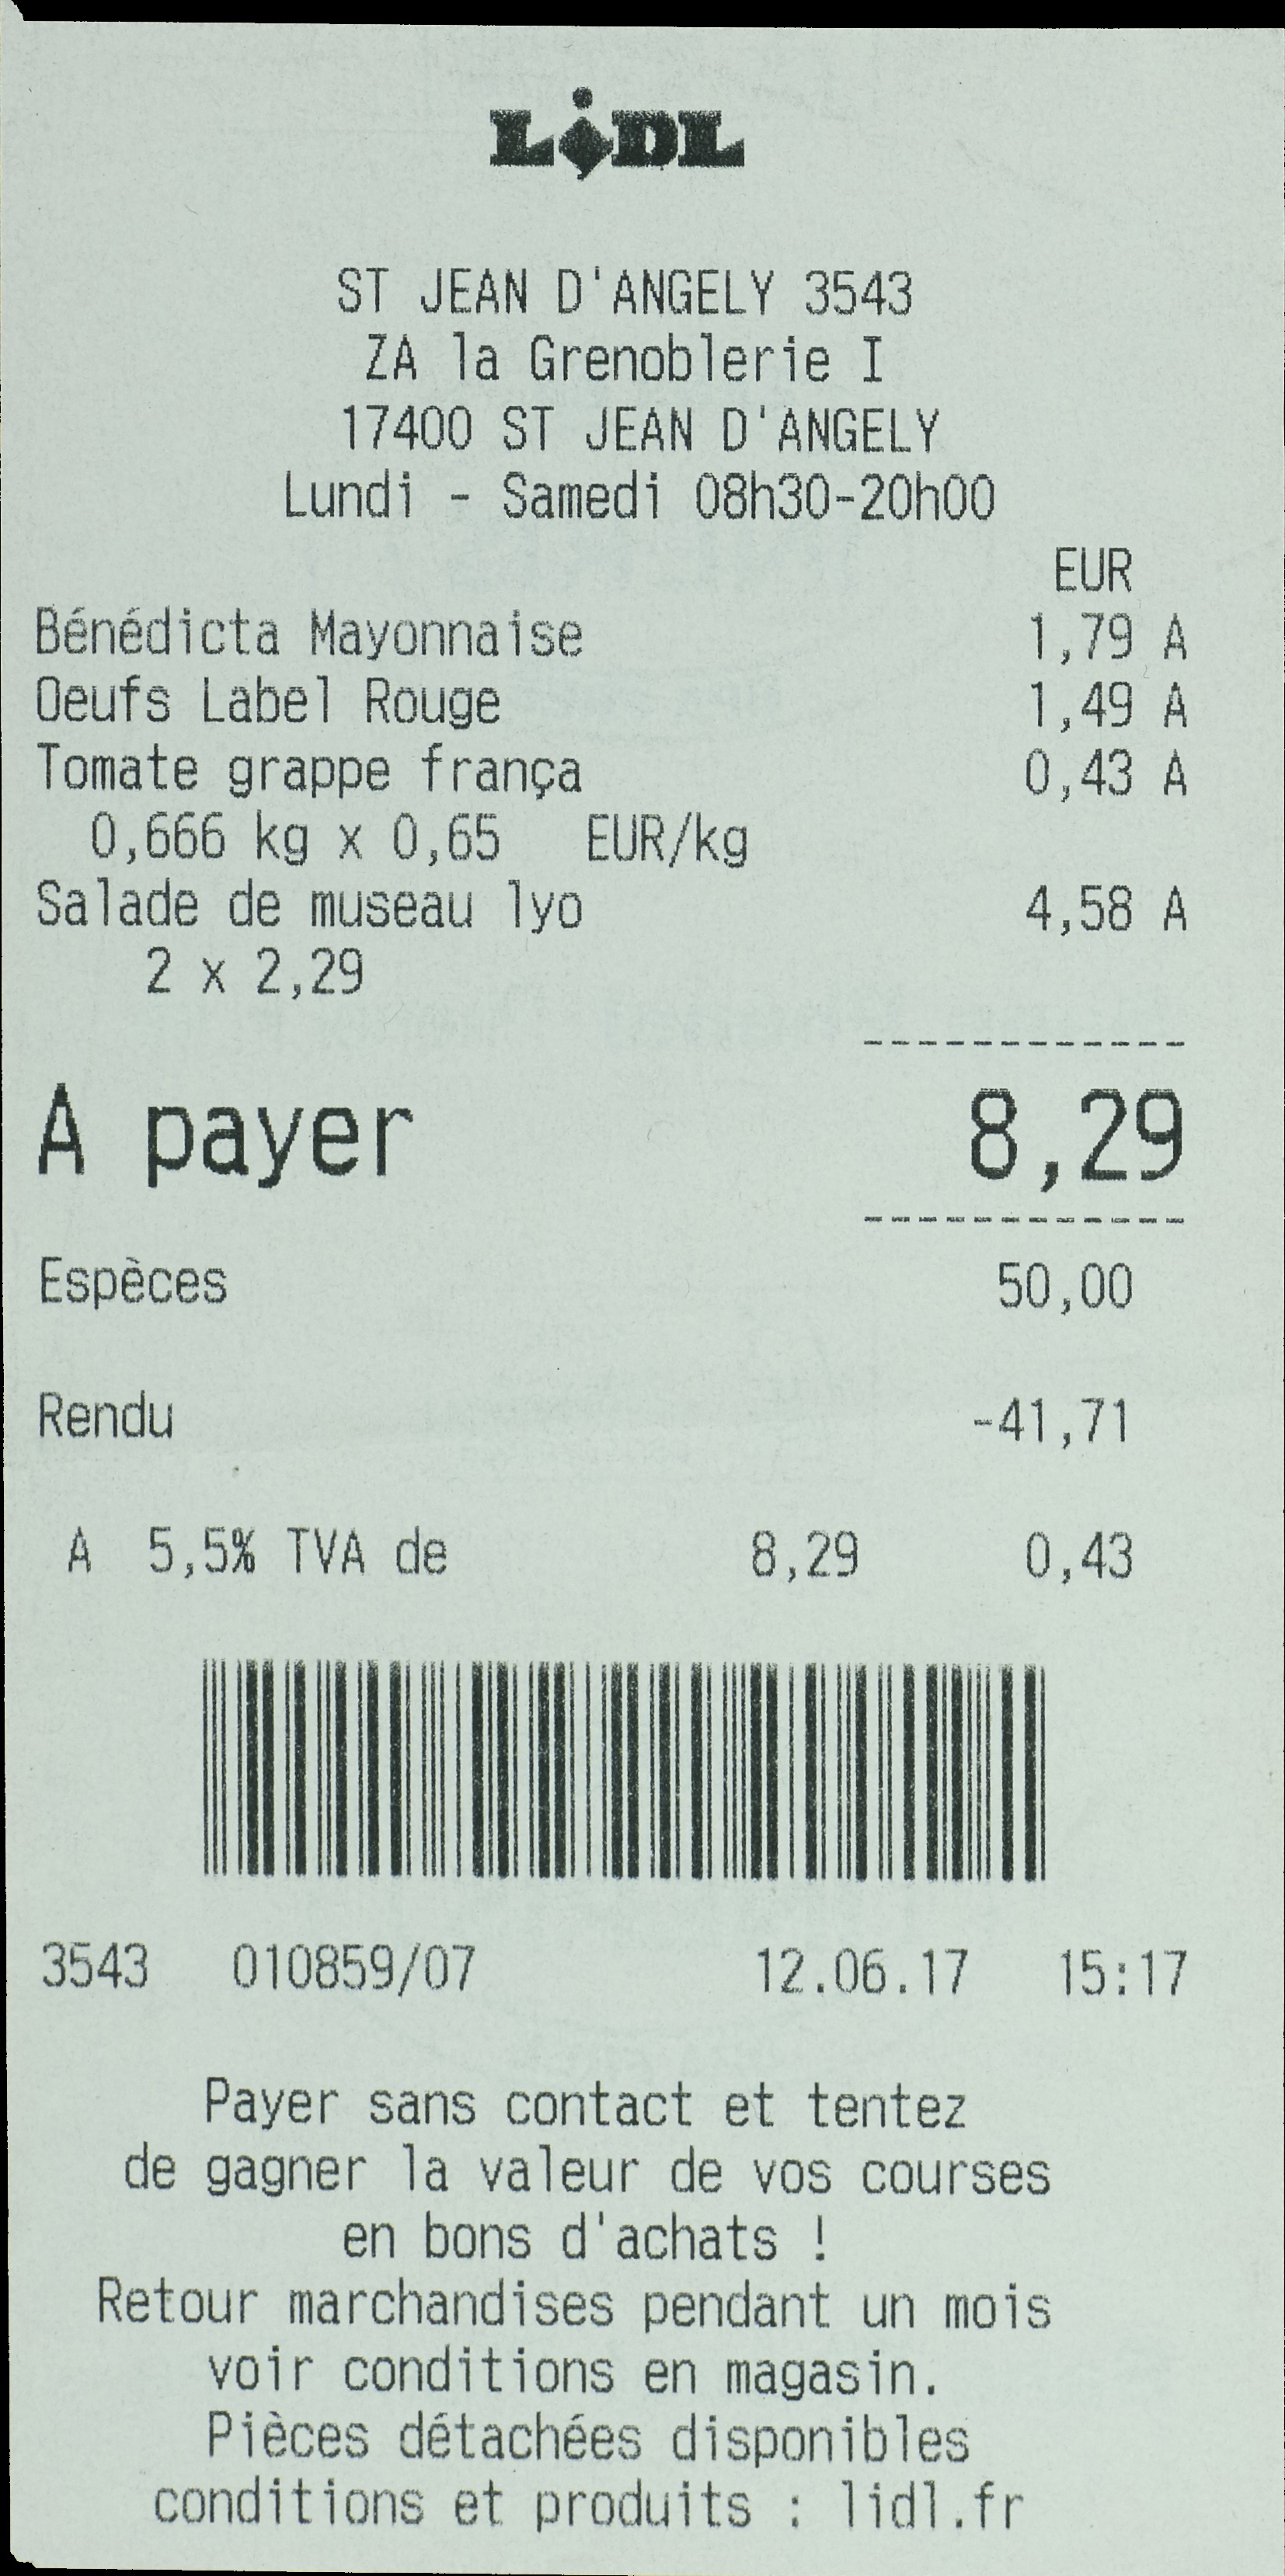 LiDL
ST JEAN D'ANGELY 3543
ZA la Grenoblerie I
17400 ST JEAN D'ANGELY
Lundi - Samedi 08h30-20h00
EUR
Bénédicta Mayonnaise 1,79 A
Oeufs Label Rouge 1,49 A
Tomate grappe frança 0,43 A
0,666 kg x 0,65 EUR/kg
Salade de museau lyo 4,58 A
2 x 2,29
------------
A payer 8,29
------------
Espèces 50,00
Rendu -41,71
A 5,5% TVA de 8,29 0,43
3543 010859/07 12.06.17 15:17
Payer sans contact et tentez
de gagner la valeur de vos courses
en bons d'achats !
Retour marchandises pendant un mois
voir conditions en magasin.
Pièces détachées disponibles
conditions et produits : lidl.fr